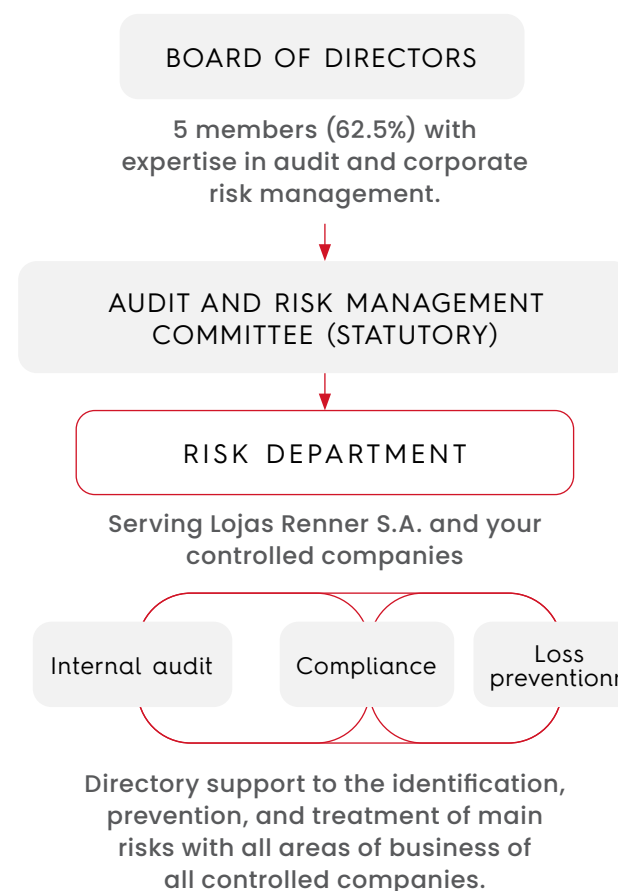 BOARD OF DIRECTORS
5 members (62.5%) with
expertise in audit and corporate
risk management.
AUDIT AND RISK MANAGEMENT
COMMITTEE (STATUTORY)
RISK DEPARTMENT
Serving Lojas Renner S.A. and your
controlled companies
Internal audit
Compliance
Loss
preventionr
Directory support to the identification,
prevention, and treatment of main
risks with all areas of business of
all controlled companies.